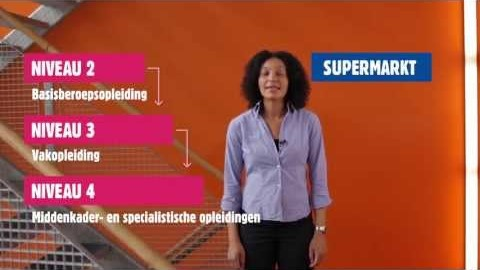 NIVEAU 2
Basisberoepsopleiding
NIVEAU 3
Vakopleiding
NIVEAU 4
Middenkader- en specialistische opleidingen
SUPERMARKT